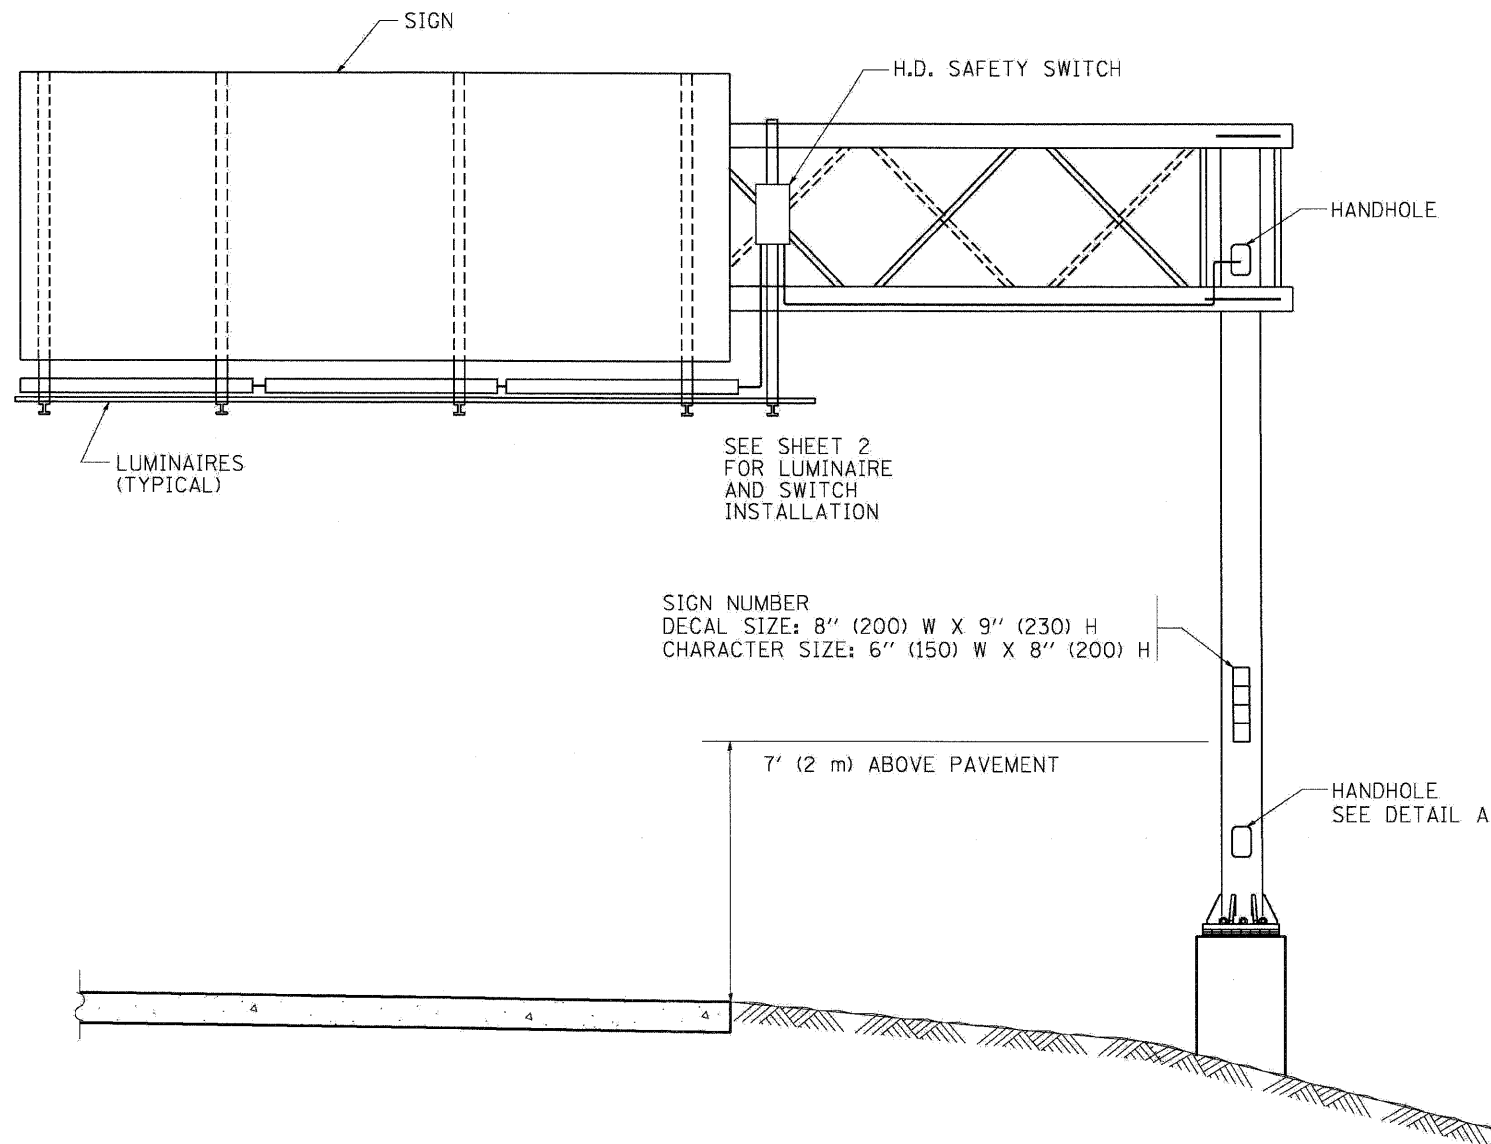 SIGN
H.D. SAFETY SWITCH
HANDHOLE
LUMINAIRES
(TYPICAL)
SEE SHEET 2
FOR LUMINAIRE
AND SWITCH
INSTALLATION
SIGN NUMBER
DECAL SIZE: 8'' (200) W X 9'' (230) H
CHARACTER SIZE: 6'' (150) W X 8'' (200) H
7' (2 m) ABOVE PAVEMENT
HANDHOLE
SEE DETAIL A